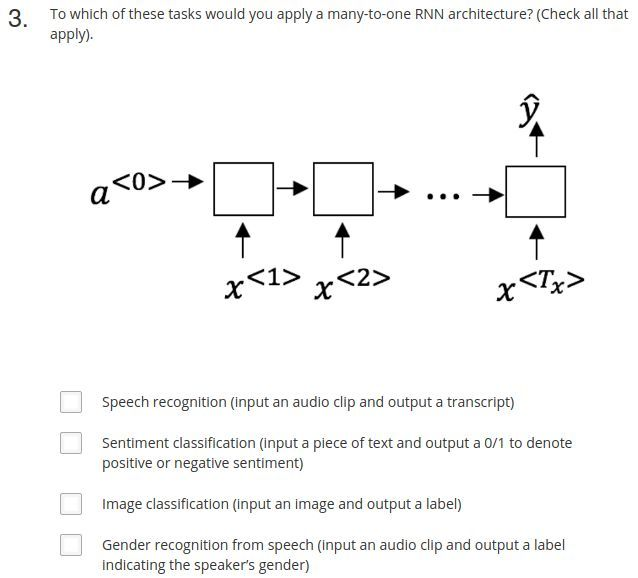 3. To which of these tasks would you apply a many-to-one RNN architecture? (Check all that
apply).
ŷ
a<0>
x<1> x<2> ... x<Tx>
Speech recognition (input an audio clip and output a transcript)
Sentiment classification (input a piece of text and output a 0/1 to denote
positive or negative sentiment)
Image classification (input an image and output a label)
Gender recognition from speech (input an audio clip and output a label
indicating the speaker's gender)